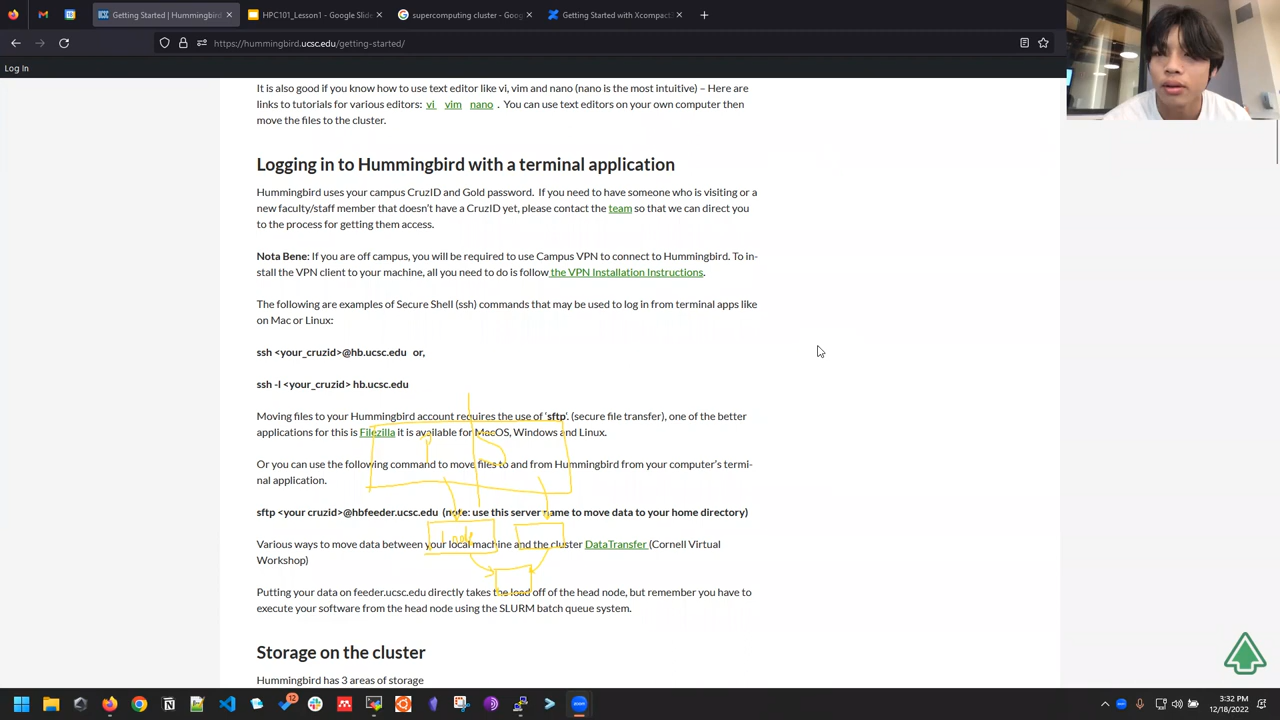 Getting Started | Hummingbird
HPC101_Lesson1 - Google Slide
supercomputing cluster - Goog
Getting Started with Xcompact
https://hummingbird.ucsc.edu/getting-started/
Log In
It is also good if you know how to use text editor like vi, vim and nano (nano is the most intuitive) – Here are
links to tutorials for various editors: vi vim nano . You can use text editors on your own computer then
move the files to the cluster.
Logging in to Hummingbird with a terminal application
Hummingbird uses your campus CruzID and Gold password. If you need to have someone who is visiting or a
new faculty/staff member that doesn't have a CruzID yet, please contact the team so that we can direct you
to the process for getting them access.
Nota Bene: If you are off campus, you will be required to use Campus VPN to connect to Hummingbird. To in-
stall the VPN client to your machine, all you need to do is follow the VPN Installation Instructions.
The following are examples of Secure Shell (ssh) commands that may be used to log in from terminal apps like
on Mac or Linux:
ssh <your_cruzid>@hb.ucsc.edu or,
ssh -l <your_cruzid> hb.ucsc.edu
Moving files to your Hummingbird account requires the use of 'sftp'. (secure file transfer), one of the better
applications for this is Filezilla it is available for MacOS, Windows and Linux.
Or you can use the following command to move files to and from Hummingbird from your computer's termi-
nal application.
sftp <your cruzid>@hbfeeder.ucsc.edu (note: use this server name to move data to your home directory)
Various ways to move data between your local machine and the cluster DataTransfer (Cornell Virtual
Workshop)
Putting your data on feeder.ucsc.edu directly takes the load off of the head node, but remember you have to
execute your software from the head node using the SLURM batch queue system.
Storage on the cluster
Hummingbird has 3 areas of storage
12
zoom
3:32 PM
12/18/2022